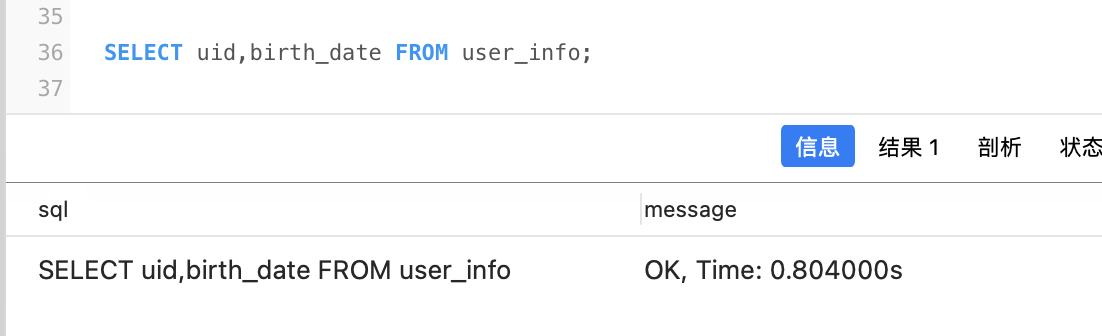 35
36 SELECT uid,birth_date FROM user_info;
37
信息 结果 1 剖析 状态
sql message
SELECT uid,birth_date FROM user_info OK, Time: 0.804000s